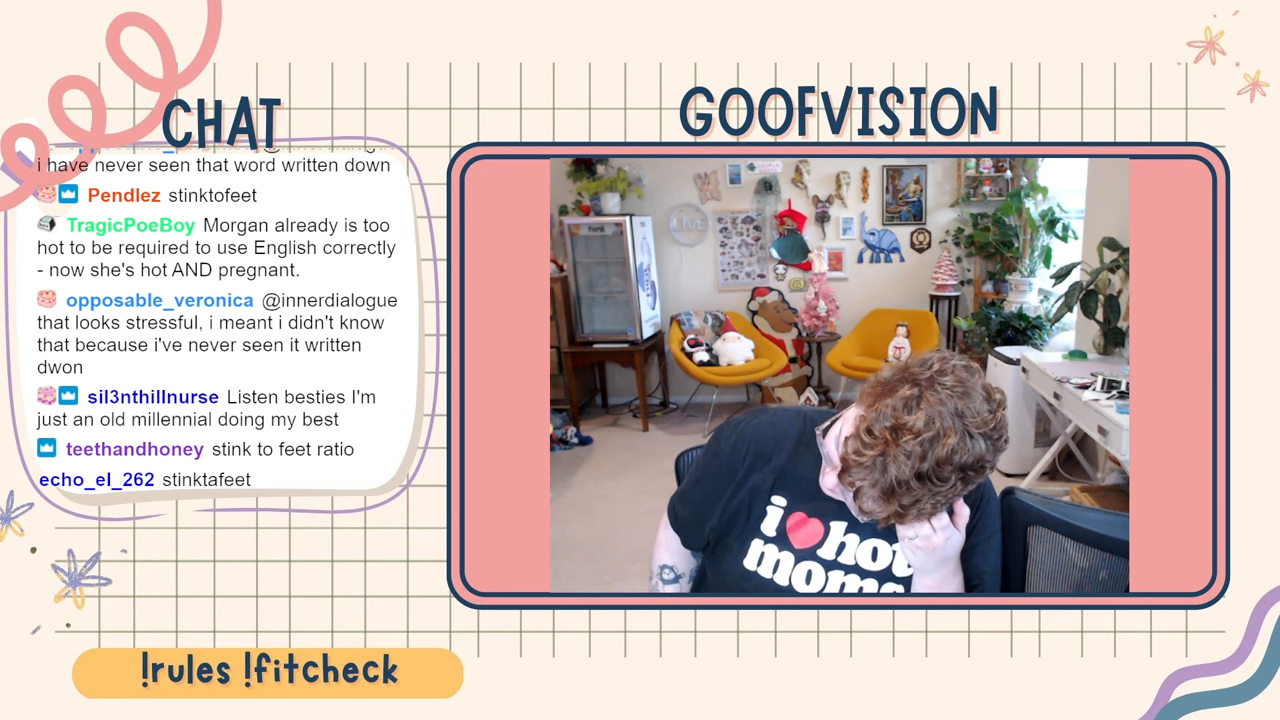 CHAT
GOOFVISION
i have never seen that word written down
Pendlez stinktofeet
TragicPoeBoy Morgan already is too
hot to be required to use English correctly
- now she's hot AND pregnant.
opposable_veronica @innerdialogue
that looks stressful, i meant i didn't know
that because i've never seen it written
dwon
sil3nthillnurse Listen besties I'm
just an old millennial doing my best
teethandhoney stink to feet ratio
echo_el_262 stinktafeet
LIVE
i hot
moms
!rules !fitcheck